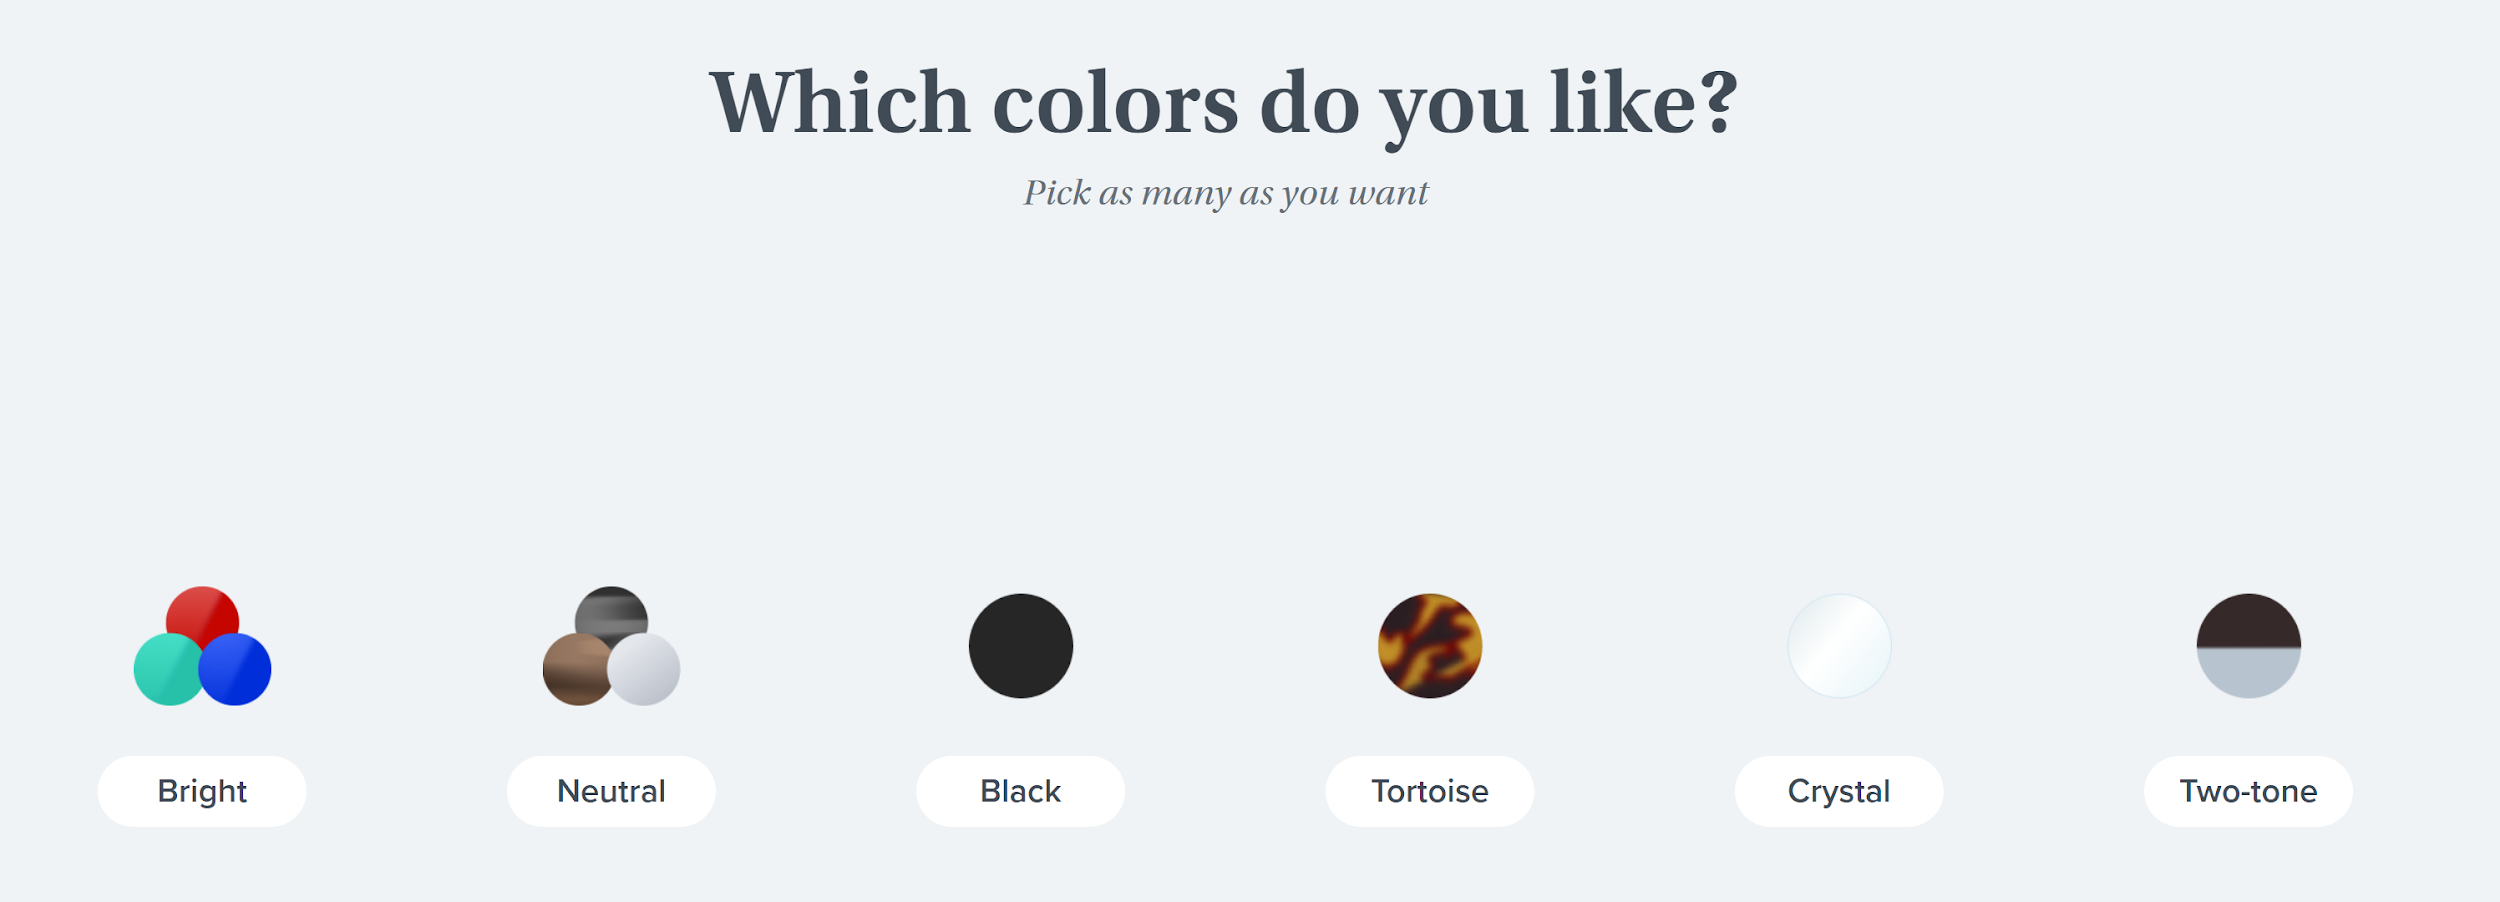 Which colors do you like?
Pick as many as you want
Bright
Neutral
Black
Tortoise
Crystal
Two-tone